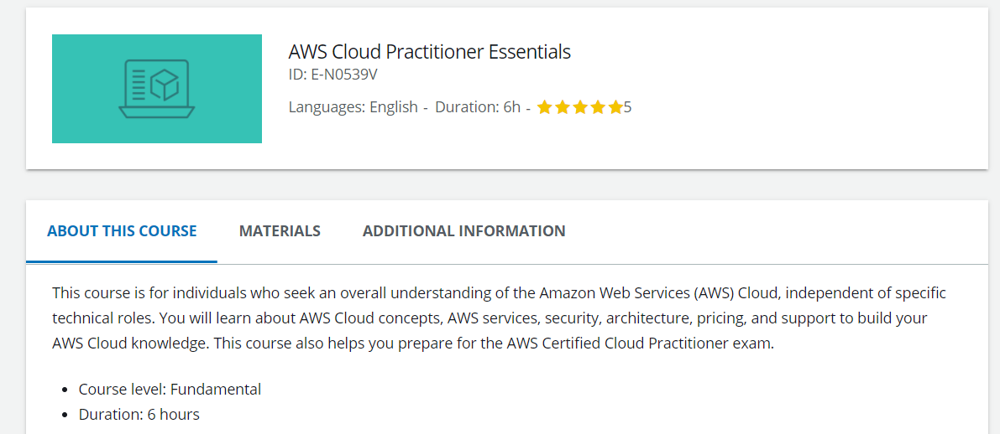 AWS Cloud Practitioner Essentials
ID: E-N0539V
Languages: English - Duration: 6h - 5
ABOUT THIS COURSE MATERIALS ADDITIONAL INFORMATION
This course is for individuals who seek an overall understanding of the Amazon Web Services (AWS) Cloud, independent of specific
technical roles. You will learn about AWS Cloud concepts, AWS services, security, architecture, pricing, and support to build your
AWS Cloud knowledge. This course also helps you prepare for the AWS Certified Cloud Practitioner exam.
• Course level: Fundamental
• Duration: 6 hours